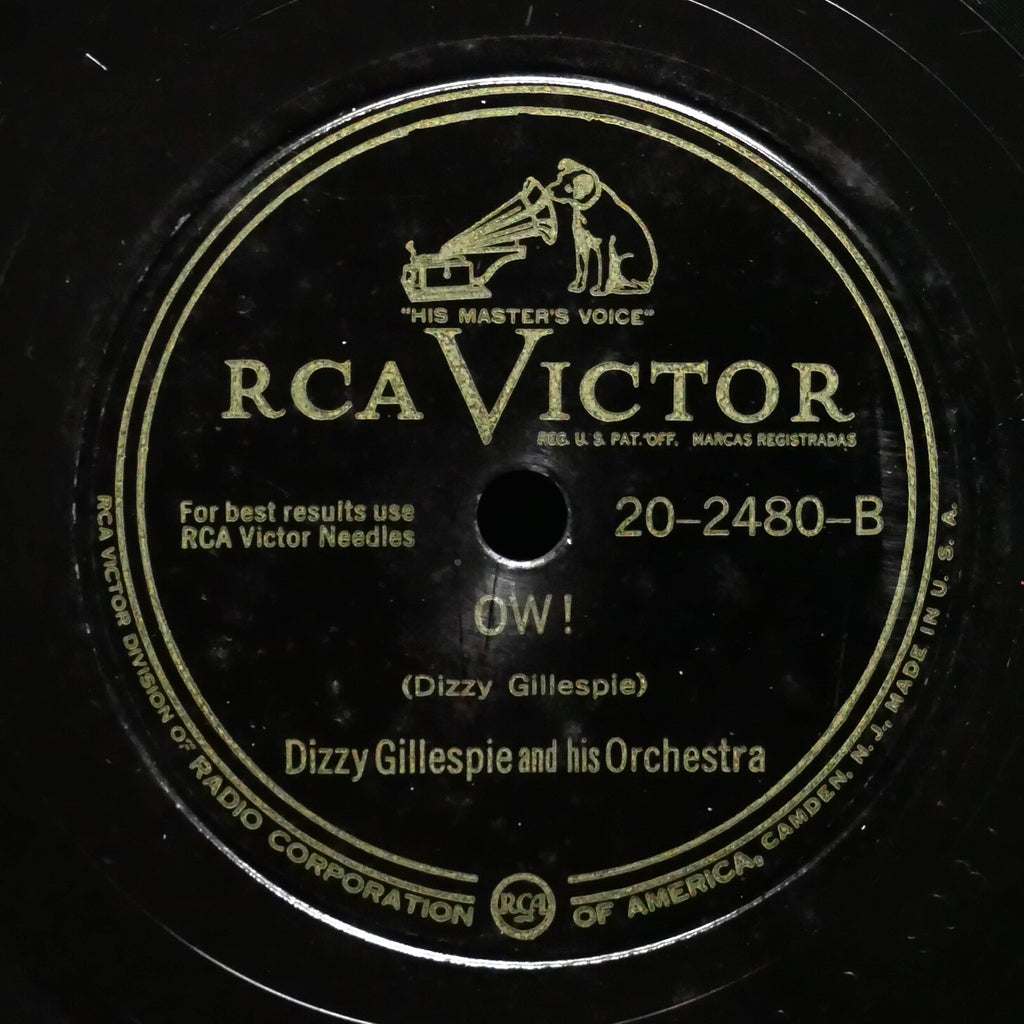 "HIS MASTER'S VOICE"
RCA VICTOR
REG. U. S. PAT. OFF. MARCAS REGISTRADAS
For best results use
RCA Victor Needles
20-2480-B
OW!
(Dizzy Gillespie)
Dizzy Gillespie and his Orchestra
RCA VICTOR DIVISION OF RADIO CORPORATION OF AMERICA, CAMDEN, N. J., MADE IN U. S. A.
RCA